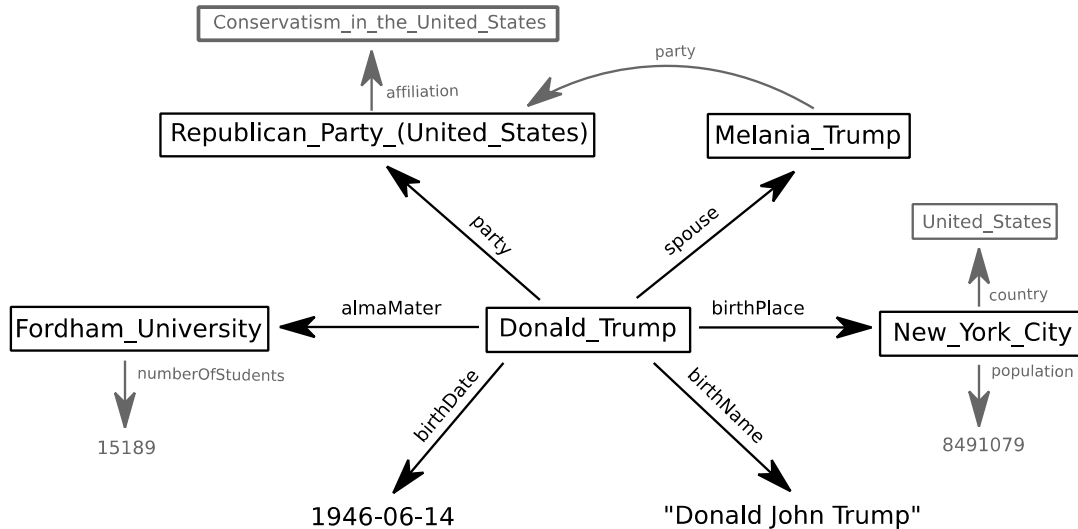 Conservatism_in_the_United_States
party
affiliation
Republican_Party_(United_States)
Melania_Trump
party
spouse
United_States
country
almaMater
birthPlace
Fordham_University
Donald_Trump
New_York_City
numberOfStudents
birthDate
birthName
population
15189
8491079
1946-06-14
"Donald John Trump"